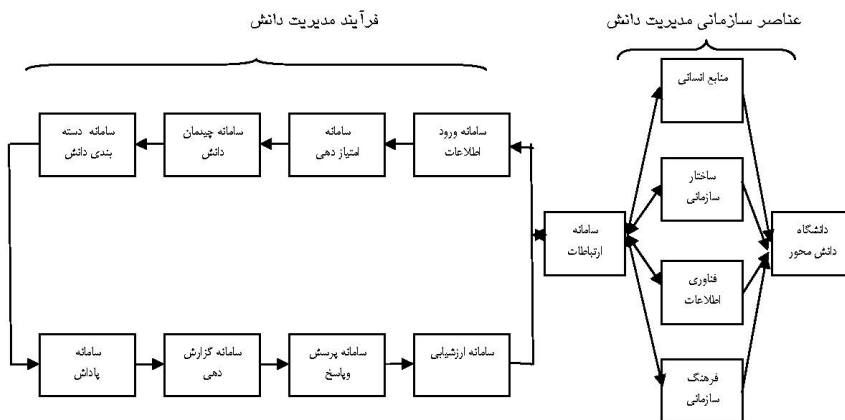 عناصر سازمانی مدیریت دانش
فرآیند مدیریت دانش
منابع انسانی
سامانه ورود
اطلاعات
سامانه
امتیاز دهی
سامانه چیدمان
دانش
سامانه دسته
بندی دانش
ساختار
سازمانی
دانشگاه
دانش محور
سامانه
ارتباطات
فناوری
اطلاعات
سامانه ارزشیابی
سامانه پرسش
وپاسخ
سامانه گزارش
دهی
سامانه
پاداش
فرهنگ
سازمانی